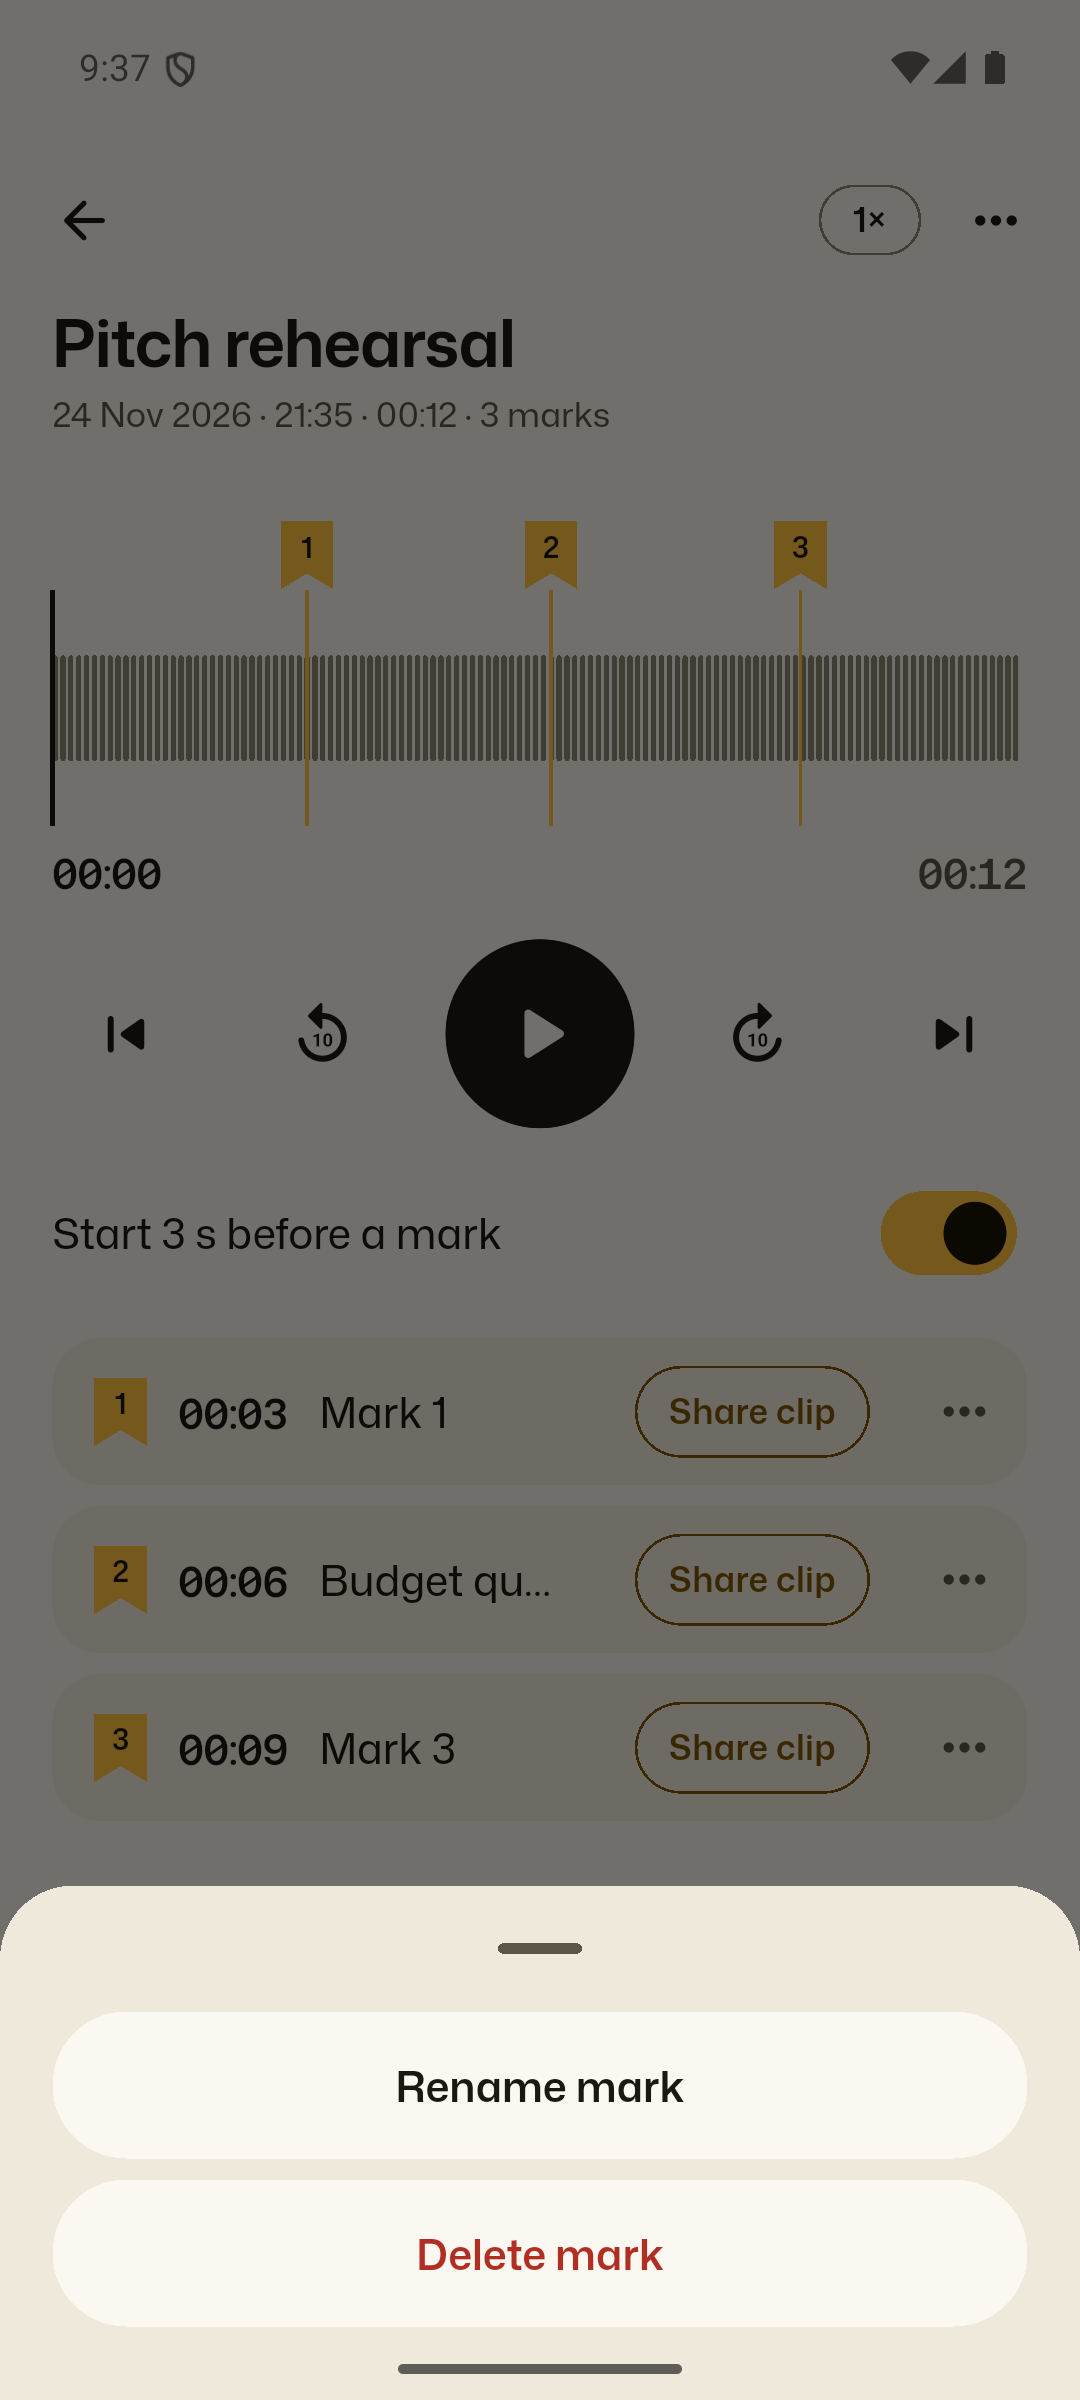 9:37
1×
Pitch rehearsal
24 Nov 2026 · 21:35 · 00:12 · 3 marks
1 2 3
00:00 00:12
10 10
Start 3 s before a mark
1 00:03 Mark 1 Share clip
2 00:06 Budget qu... Share clip
3 00:09 Mark 3 Share clip
Rename mark
Delete mark